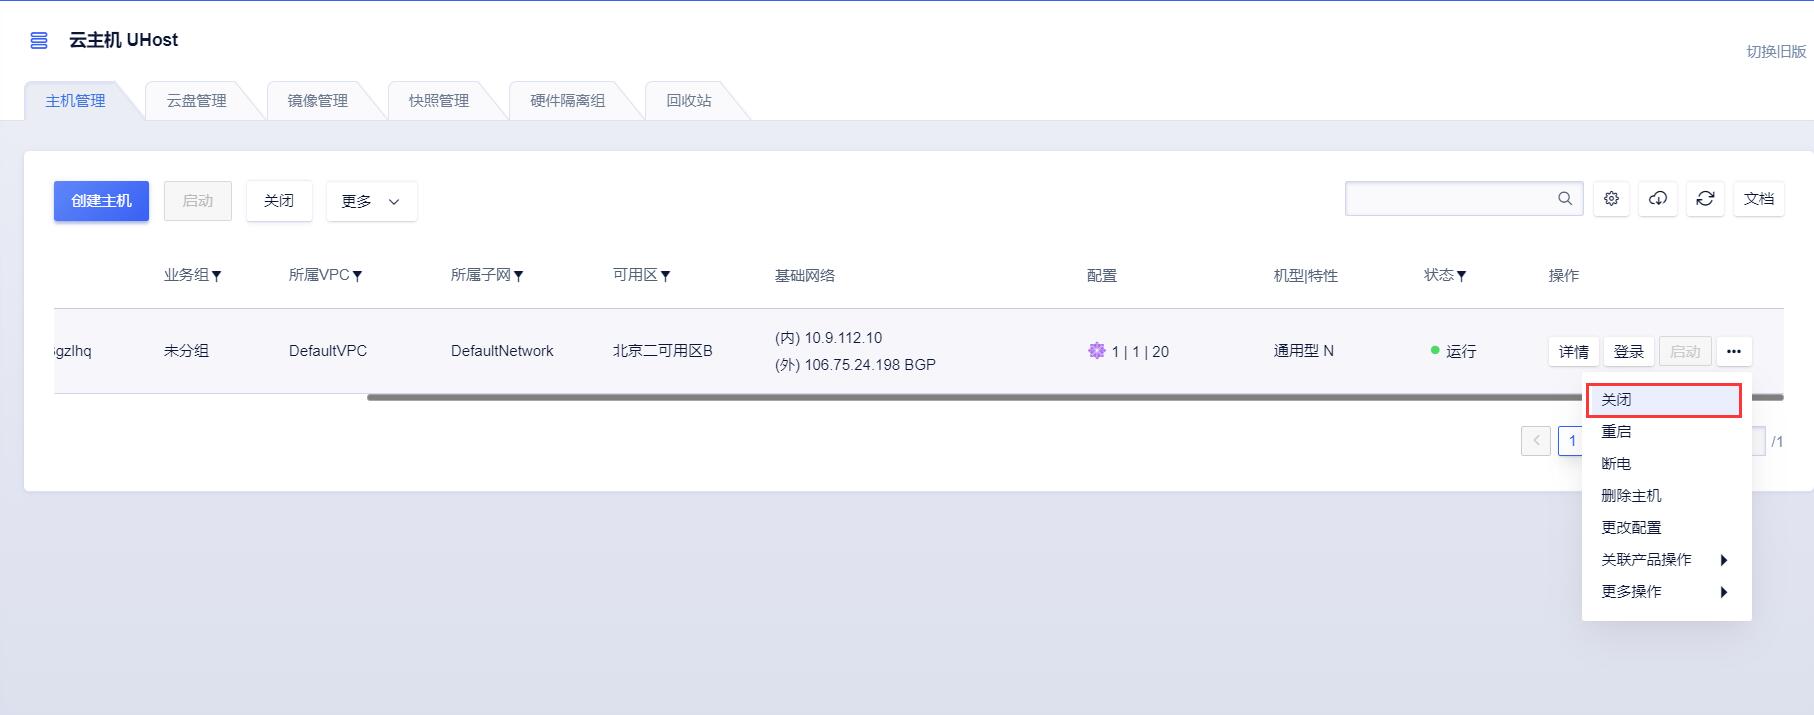 云主机 UHost
切换旧版
主机管理
云盘管理
镜像管理
快照管理
硬件隔离组
回收站
创建主机
启动
关闭
更多
文档
业务组
所属VPC
所属子网
可用区
基础网络
配置
机型|特性
状态
操作
gzlhq
未分组
DefaultVPC
DefaultNetwork
北京二可用区B
(内) 10.9.112.10
(外) 106.75.24.198 BGP
1 | 1 | 20
通用型 N
运行
详情
登录
启动
关闭
重启
断电
删除主机
更改配置
关联产品操作
更多操作
1
/1